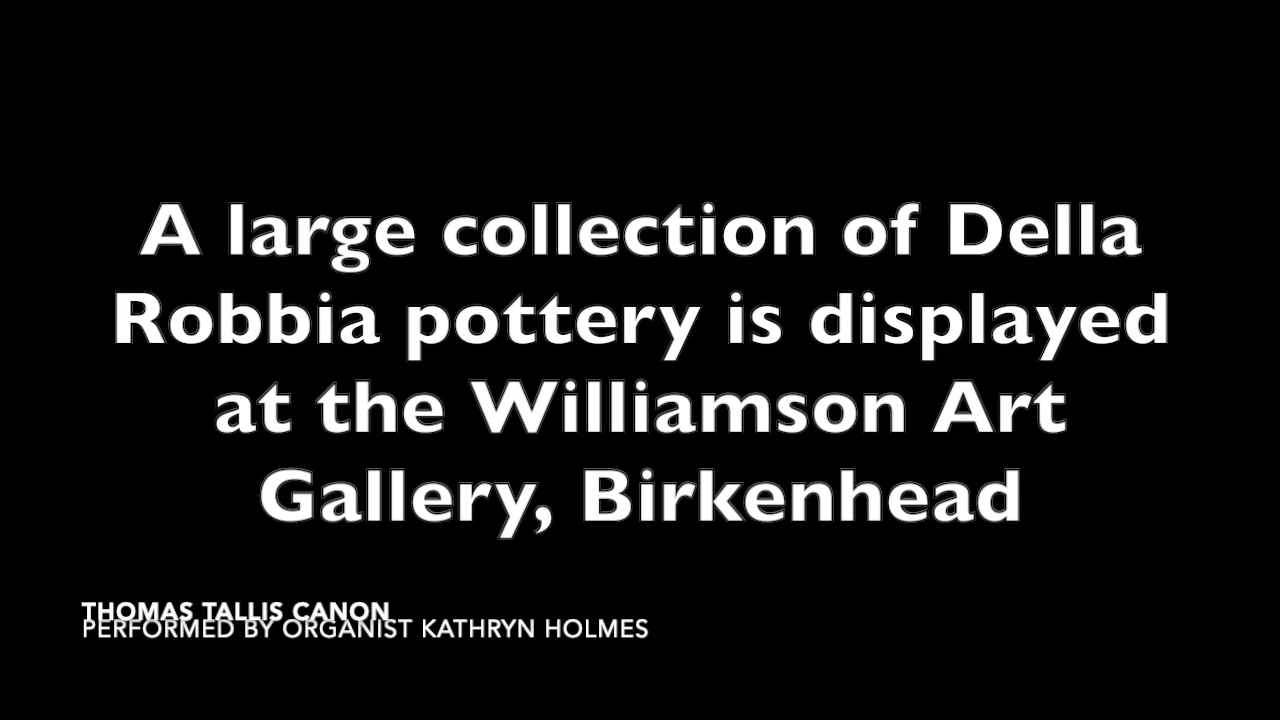 A large collection of Della
Robbia pottery is displayed
at the Williamson Art
Gallery, Birkenhead
THOMAS TALLIS CANON
PERFORMED BY ORGANIST KATHRYN HOLMES